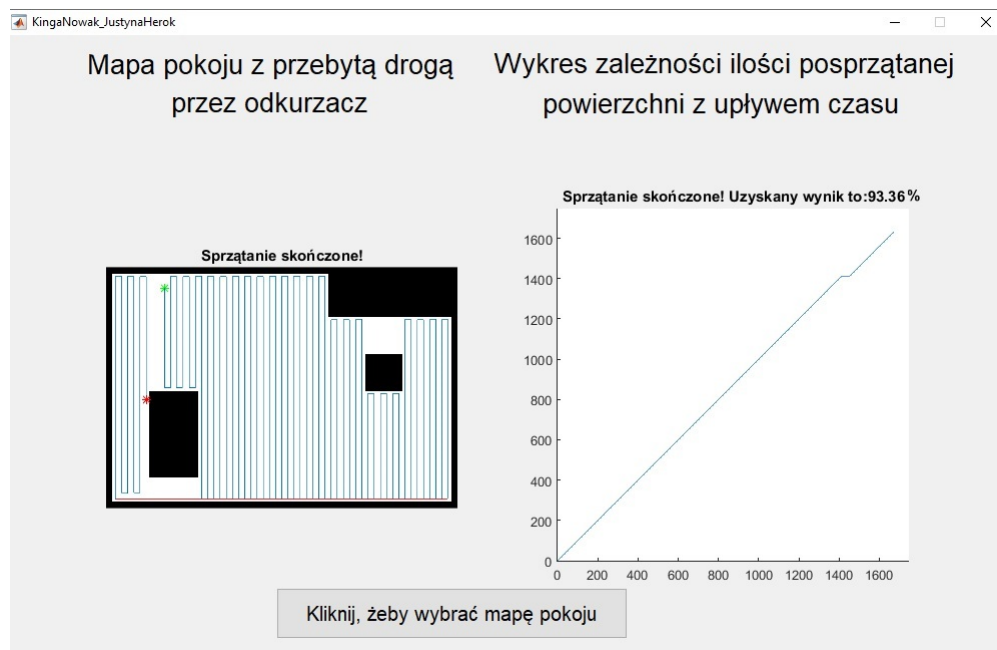 KingaNowak_JustynaHerok
Mapa pokoju z przebytą drogą
przez odkurzacz
Wykres zależności ilości posprzątanej
powierzchni z upływem czasu
Sprzątanie skończone!
Sprzątanie skończone! Uzyskany wynik to:93.36%
1600
1400
1200
1000
800
600
400
200
0
0 200 400 600 800 1000 1200 1400 1600
Kliknij, żeby wybrać mapę pokoju